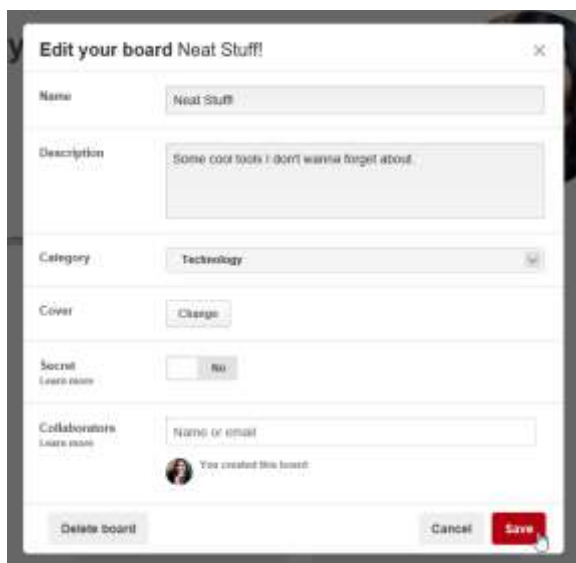 y
Edit your board Neat Stuff!
Name
Neat Stuff!
Description
Some cool tools I don't wanna forget about.
Category
Technology
Cover
Change
Secret
Learn more
No
Collaborators
Learn more
Name or email
You created this board
Delete board
Cancel
Save